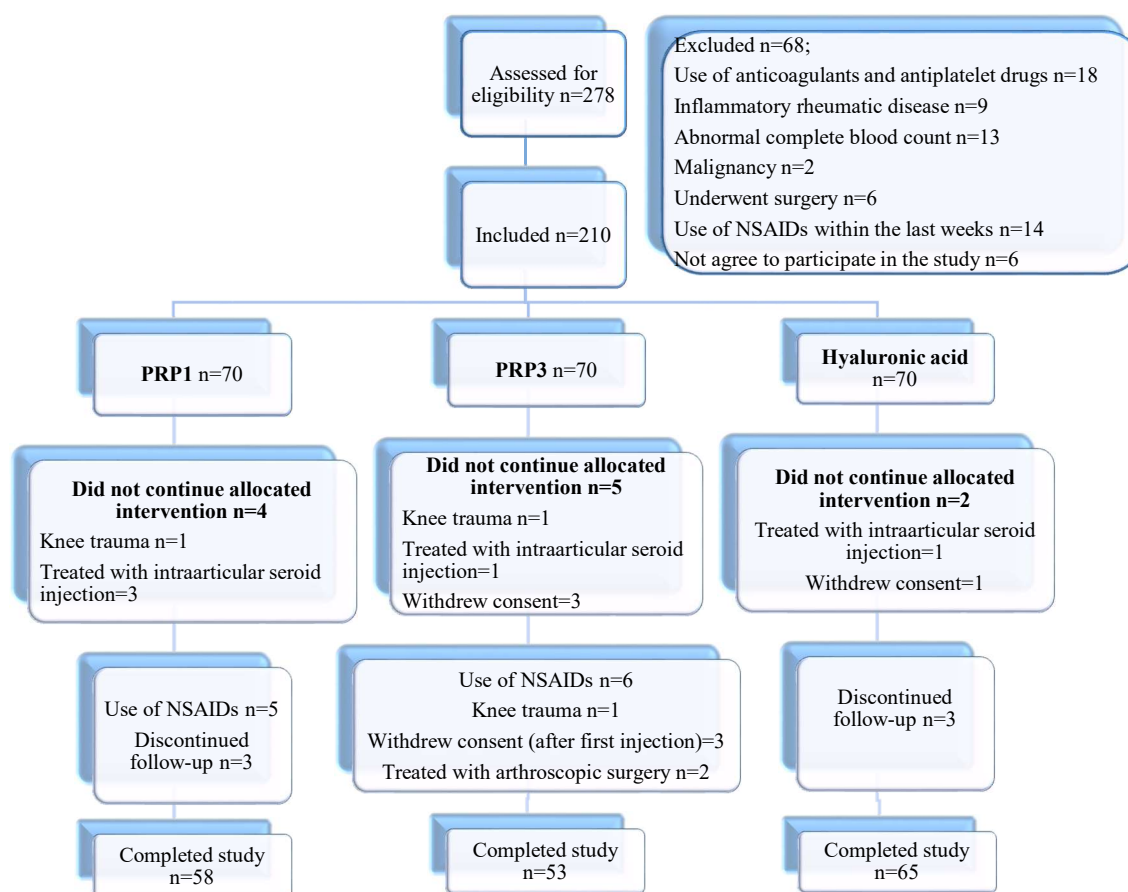 Assessed for
eligibility n=278
Excluded n=68;
Use of anticoagulants and antiplatelet drugs n=18
Inflammatory rheumatic disease n=9
Abnormal complete blood count n=13
Malignancy n=2
Underwent surgery n=6
Use of NSAIDs within the last weeks n=14
Not agree to participate in the study n=6
Included n=210
PRP1 n=70
PRP3 n=70
Hyaluronic acid
n=70
Did not continue allocated
intervention n=4
Knee trauma n=1
Treated with intraarticular seroid
injection=3
Did not continue allocated
intervention n=5
Knee trauma n=1
Treated with intraarticular seroid
injection=1
Withdrew consent=3
Did not continue allocated
intervention n=2
Treated with intraarticular seroid
injection=1
Withdrew consent=1
Use of NSAIDs n=5
Discontinued
follow-up n=3
Use of NSAIDs n=6
Knee trauma n=1
Withdrew consent (after first injection)=3
Treated with arthroscopic surgery n=2
Discontinued
follow-up n=3
Completed study
n=58
Completed study
n=53
Completed study
n=65